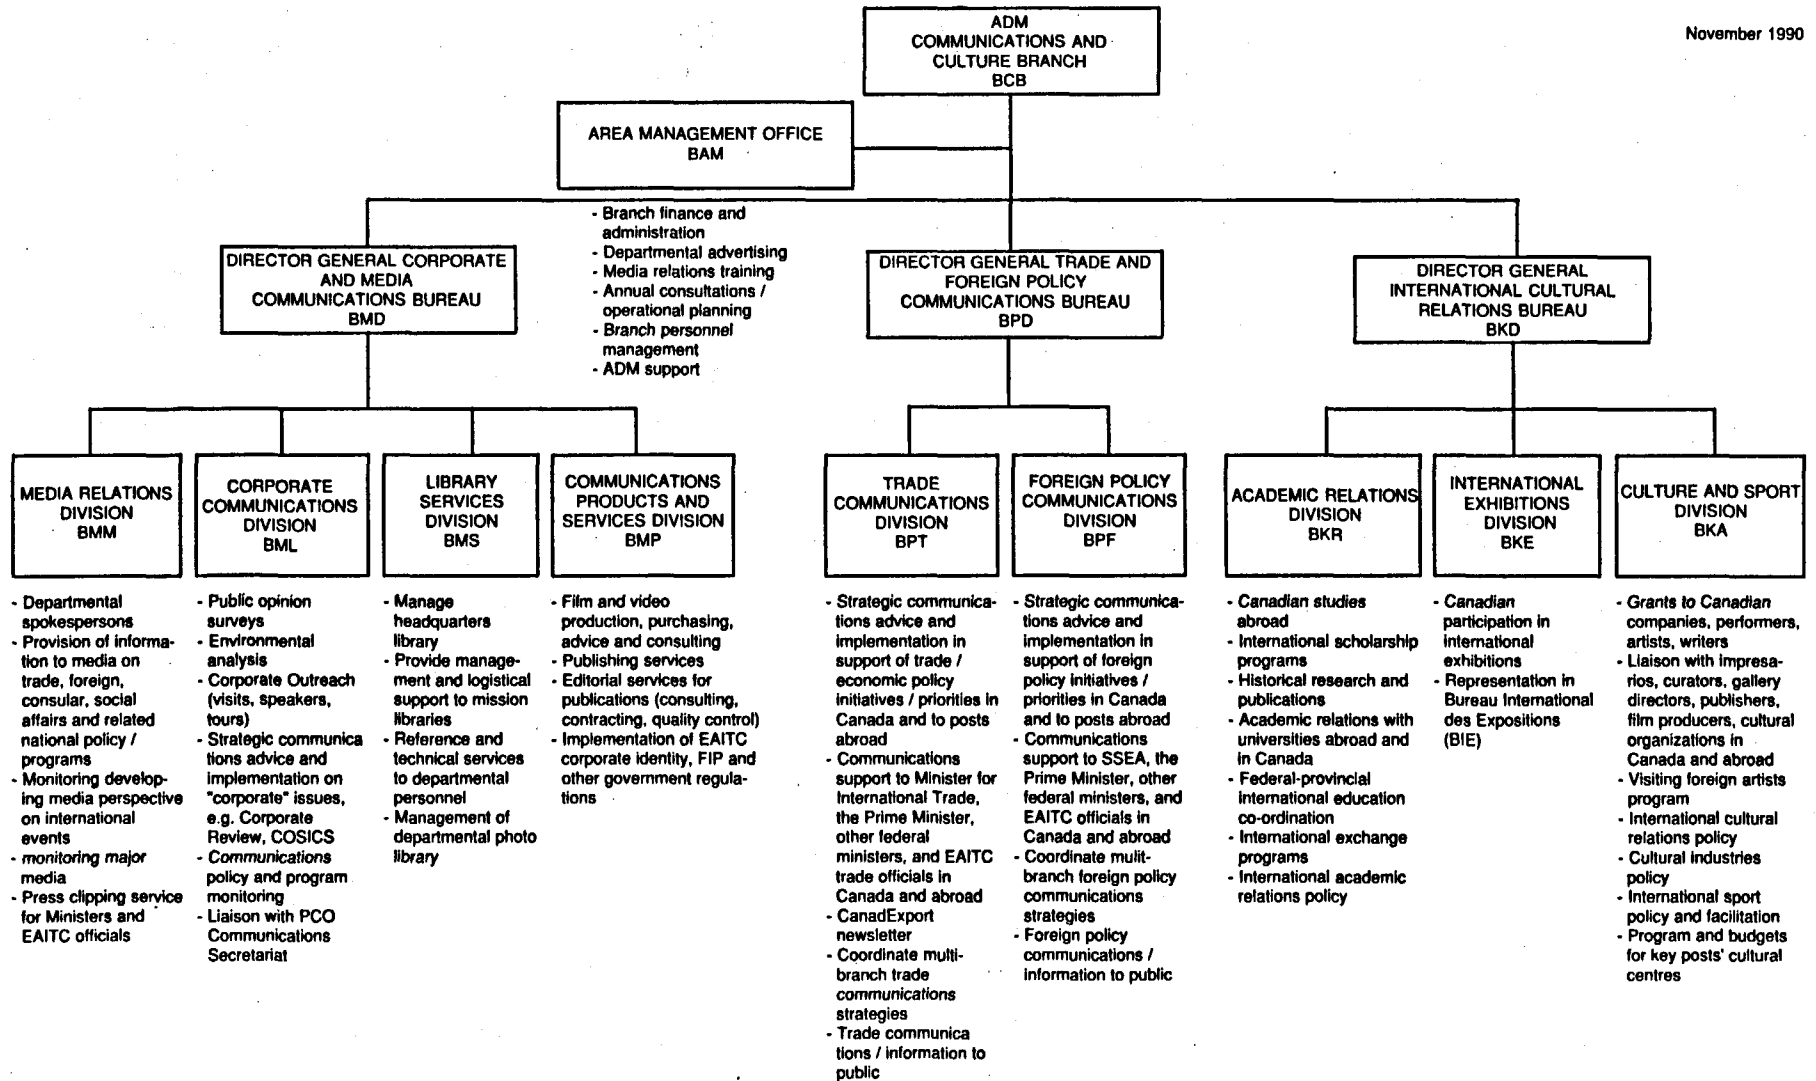 November 1990
ADM
COMMUNICATIONS AND
CULTURE BRANCH
BCB
AREA MANAGEMENT OFFICE
BAM
- Branch finance and
administration
- Departmental advertising
- Media relations training
- Annual consultations /
operational planning
- Branch personnel
management
- ADM support
DIRECTOR GENERAL CORPORATE
AND MEDIA
COMMUNICATIONS BUREAU
BMD
DIRECTOR GENERAL TRADE AND
FOREIGN POLICY
COMMUNICATIONS BUREAU
BPD
DIRECTOR GENERAL
INTERNATIONAL CULTURAL
RELATIONS BUREAU
BKD
MEDIA RELATIONS
DIVISION
BMM
- Departmental
spokespersons
- Provision of informa-
tion to media on
trade, foreign,
consular, social
affairs and related
national policy /
programs
- Monitoring develop-
ing media perspective
on international
events
- monitoring major
media
- Press clipping service
for Ministers and
EAITC officials
CORPORATE
COMMUNICATIONS
DIVISION
BML
- Public opinion
surveys
- Environmental
analysis
- Corporate Outreach
(visits, speakers,
tours)
- Strategic communica
tions advice and
implementation on
"corporate" issues,
e.g. Corporate
Review, COSICS
- Communications
policy and program
monitoring
- Liaison with PCO
Communications
Secretariat
LIBRARY
SERVICES
DIVISION
BMS
- Manage
headquarters
library
- Provide manage-
ment and logistical
support to mission
libraries
- Reference and
technical services
to departmental
personnel
- Management of
departmental photo
library
COMMUNICATIONS
PRODUCTS AND
SERVICES DIVISION
BMP
- Film and video
production, purchasing,
advice and consulting
- Publishing services
- Editorial services for
publications (consulting,
contracting, quality control)
- Implementation of EAITC
corporate identity, FIP and
other government regula-
tions
TRADE
COMMUNICATIONS
DIVISION
BPT
- Strategic communica-
tions advice and
implementation in
support of trade /
economic policy
initiatives / priorities in
Canada and to posts
abroad
- Communications
support to Minister for
International Trade,
the Prime Minister,
other federal
ministers, and EAITC
trade officials in
Canada and abroad
- CanadExport
newsletter
- Coordinate multi-
branch trade
communications
strategies
- Trade communica
tions / information to
public
FOREIGN POLICY
COMMUNICATIONS
DIVISION
BPF
- Strategic communica-
tions advice and
implementation in
support of foreign
policy initiatives /
priorities in Canada
and to posts abroad
- Communications
support to SSEA, the
Prime Minister, other
federal ministers, and
EAITC officials in
Canada and abroad
- Coordinate mulit-
branch foreign policy
communications
strategies
- Foreign policy
communications /
information to public
ACADEMIC RELATIONS
DIVISION
BKR
- Canadian studies
abroad
- International scholarship
programs
- Historical research and
publications
- Academic relations with
universities abroad and
in Canada
- Federal-provincial
international education
co-ordination
- International exchange
programs
- International academic
relations policy
INTERNATIONAL
EXHIBITIONS
DIVISION
BKE
- Canadian
participation in
international
exhibitions
- Representation in
Bureau International
des Expositions
(BIE)
CULTURE AND SPORT
DIVISION
BKA
- Grants to Canadian
companies, performers,
artists, writers
- Liaison with impresa-
rios, curators, gallery
directors, publishers,
film producers, cultural
organizations in
Canada and abroad
- Visiting foreign artists
program
- International cultural
relations policy
- Cultural industries
policy
- International sport
policy and facilitation
- Program and budgets
for key posts' cultural
centres